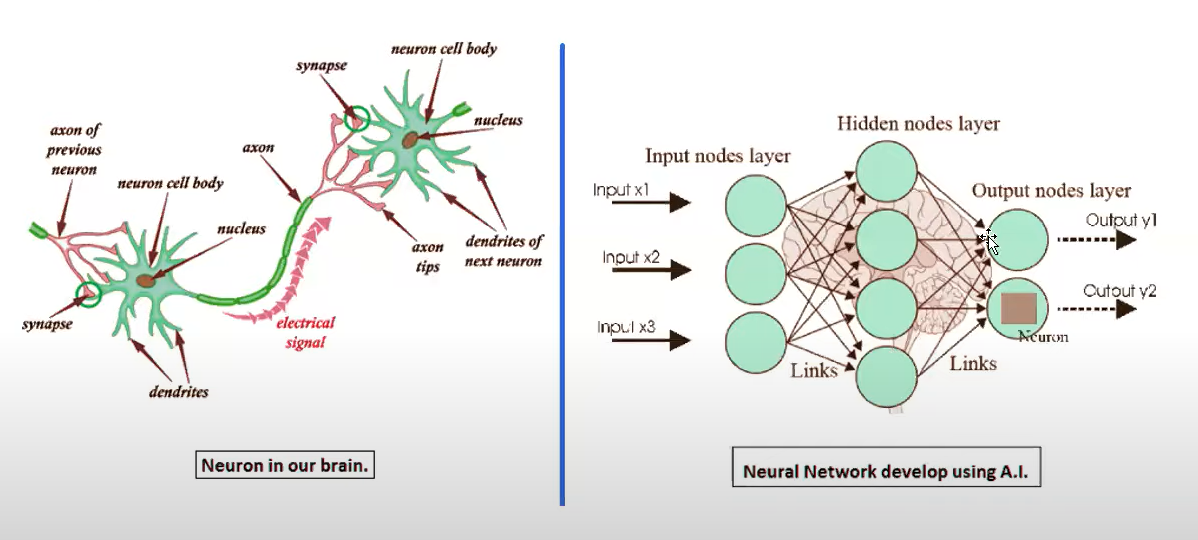 neuron cell body
synapse
nucleus
axon of
previous
neuron
axon
neuron cell body
nucleus
axon
tips
dendrites of
next neuron
synapse
electrical
signal
dendrites
Neuron in our brain.
Hidden nodes layer
Input nodes layer
Output nodes layer
Input x1
Output y1
Input x2
Output y2
Input x3
Neuron
Links
Links
Neural Network develop using A.I.